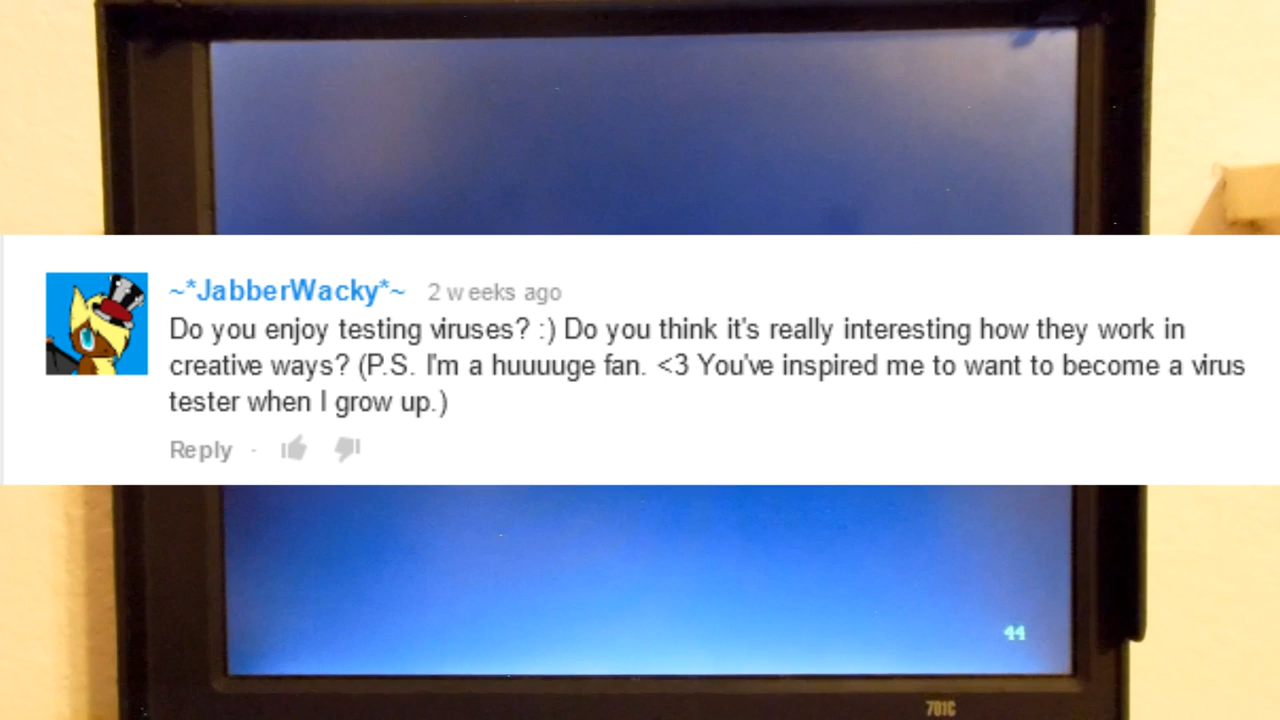 ~*JabberWacky*~ 2 weeks ago
Do you enjoy testing viruses? :) Do you think it's really interesting how they work in
creative ways? (P.S. I'm a huuuuge fan. <3 You've inspired me to want to become a virus
tester when I grow up.)
Reply ·
44
701C